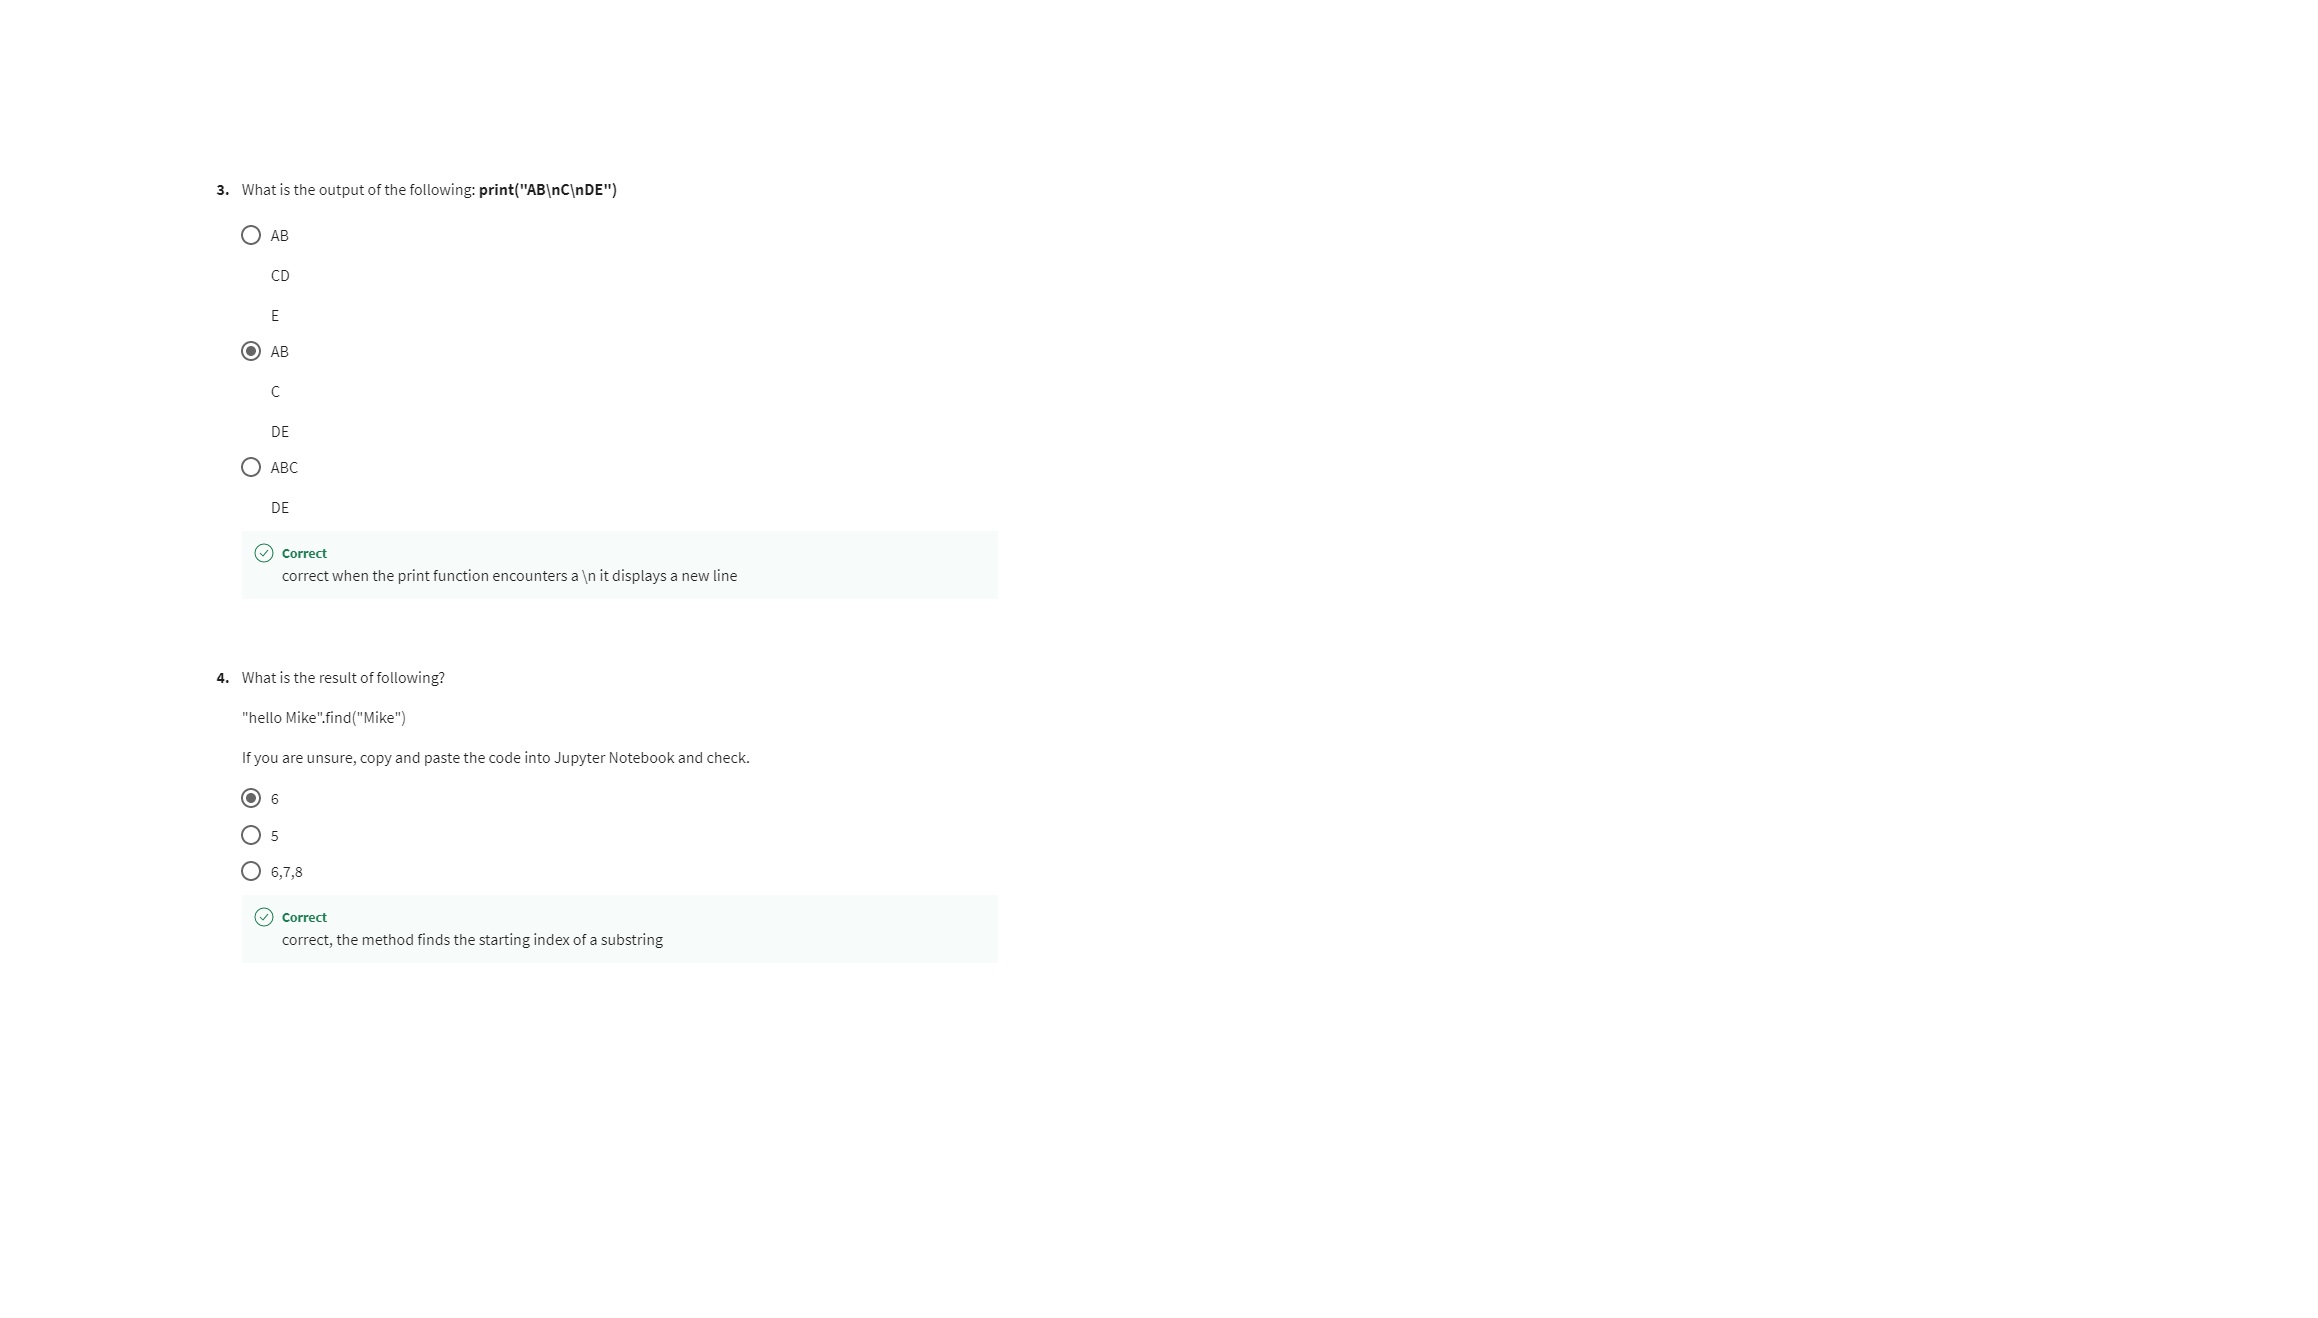 3. What is the output of the following: print("AB\nC\nDE")
AB
CD
E
AB
C
DE
ABC
DE
Correct
correct when the print function encounters a \n it displays a new line
4. What is the result of following?
"hello Mike".find("Mike")
If you are unsure, copy and paste the code into Jupyter Notebook and check.
6
5
6,7,8
Correct
correct, the method finds the starting index of a substring